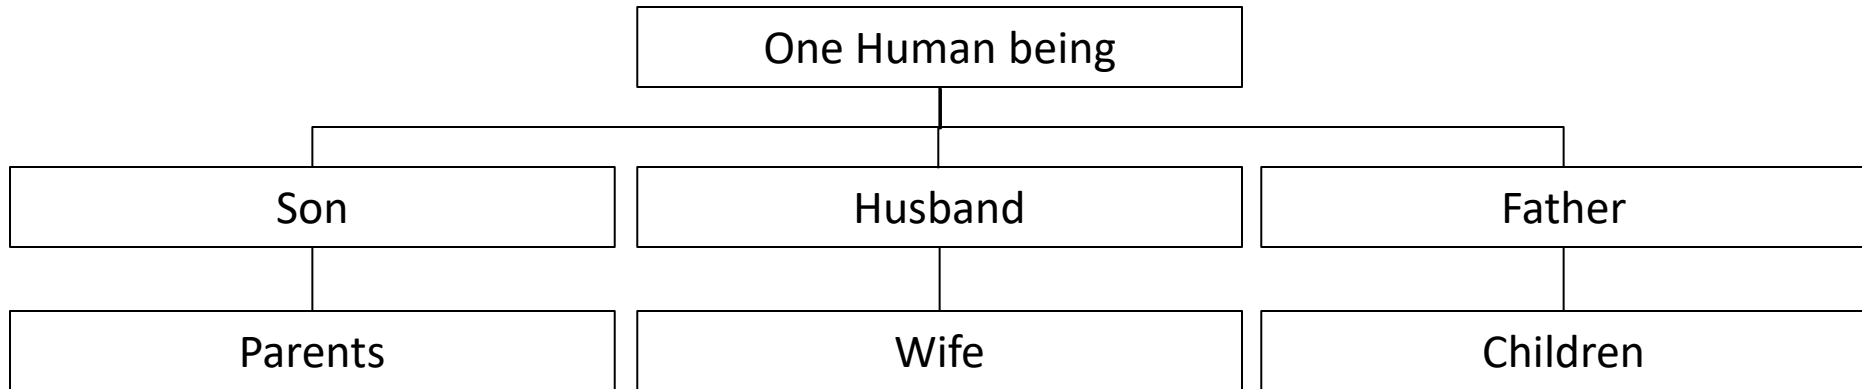 One Human being
Son
Husband
Father
Parents
Wife
Children